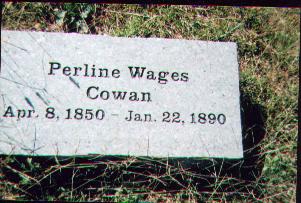 Perline Wages
Cowan
Apr. 8, 1850 - Jan. 22, 1890